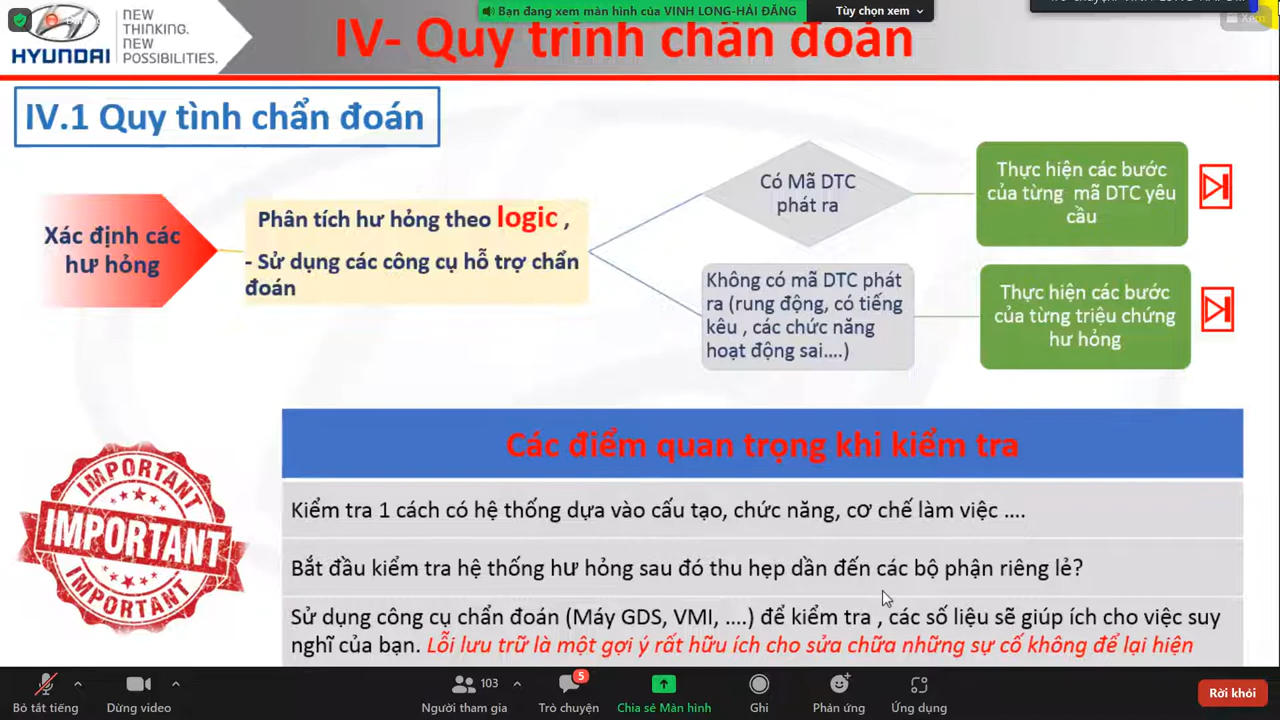 Bạn đang xem màn hình của VINH LONG-HẢI ĐĂNG
Tùy chọn xem
Xem
HYUNDAI
NEW
THINKING.
NEW
POSSIBILITIES.
IV- Quy trình chẩn đoán
IV.1 Quy tình chẩn đoán
Xác định các
hư hỏng
Phân tích hư hỏng theo logic ,
- Sử dụng các công cụ hỗ trợ chẩn
đoán
Có Mã DTC
phát ra
Thực hiện các bước
của từng mã DTC yêu
cầu
Không có mã DTC phát
ra (rung động, có tiếng
kêu , các chức năng
hoạt động sai....)
Thực hiện các bước
của từng triệu chứng
hư hỏng
IMPORTANT
IMPORTANT
IMPORTANT
Các điểm quan trọng khi kiểm tra
Kiểm tra 1 cách có hệ thống dựa vào cấu tạo, chức năng, cơ chế làm việc ....
Bắt đầu kiểm tra hệ thống hư hỏng sau đó thu hẹp dần đến các bộ phận riêng lẻ?
Sử dụng công cụ chẩn đoán (Máy GDS, VMI, ....) để kiểm tra , các số liệu sẽ giúp ích cho việc suy
nghĩ của bạn. Lỗi lưu trữ là một gợi ý rất hữu ích cho sửa chữa những sự cố không để lại hiện
Bỏ tắt tiếng
Dừng video
103
Người tham gia
5
Trò chuyện
Chia sẻ Màn hình
Ghi
Phản ứng
Ứng dụng
Rời khỏi